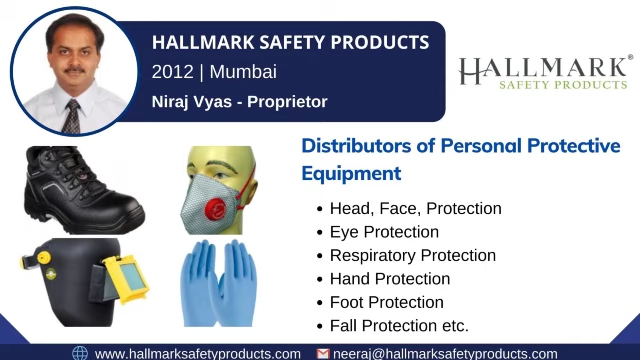 HALLMARK SAFETY PRODUCTS
2012 | Mumbai
Niraj Vyas - Proprietor
HALLMARK®
SAFETY PRODUCTS
Distributors of Personal Protective
Equipment
• Head, Face, Protection
• Eye Protection
• Respiratory Protection
• Hand Protection
• Foot Protection
• Fall Protection etc.
www.hallmarksafetyproducts.com
neeraj@hallmarksafetyproducts.com